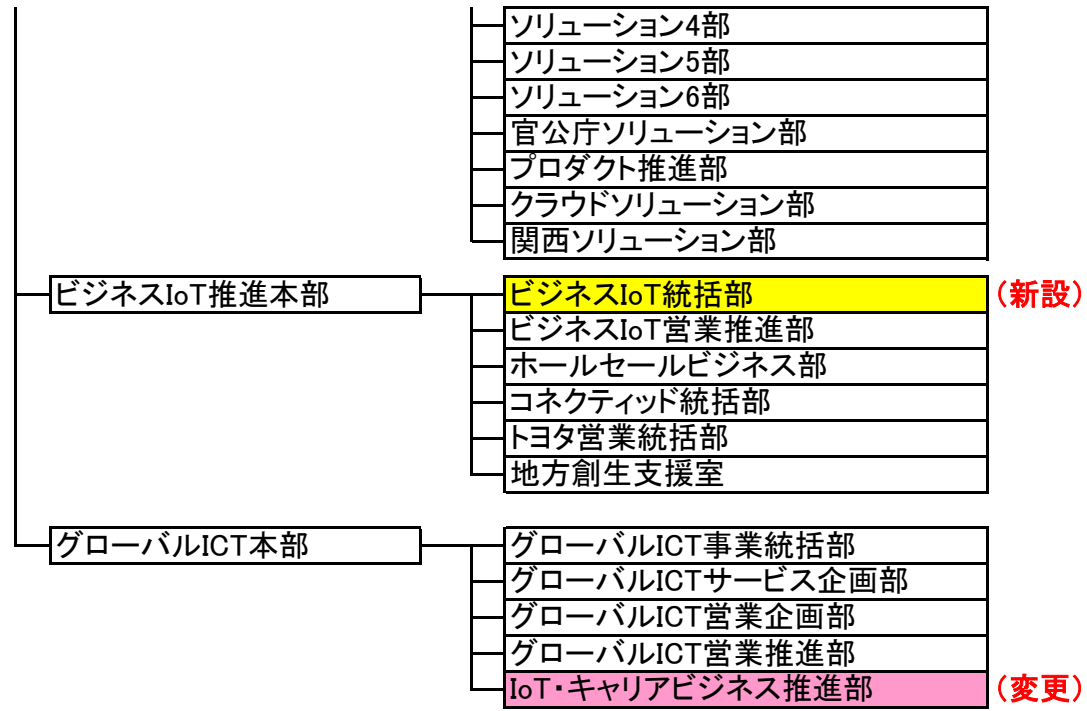 ソリューション4部
ソリューション5部
ソリューション6部
官公庁ソリューション部
プロダクト推進部
クラウドソリューション部
関西ソリューション部
ビジネスIoT推進本部 ビジネスIoT統括部 (新設)
ビジネスIoT営業推進部
ホールセールビジネス部
コネクティッド統括部
トヨタ営業統括部
地方創生支援室
グローバルICT本部 グローバルICT事業統括部
グローバルICTサービス企画部
グローバルICT営業企画部
グローバルICT営業推進部
IoT・キャリアビジネス推進部 (変更)